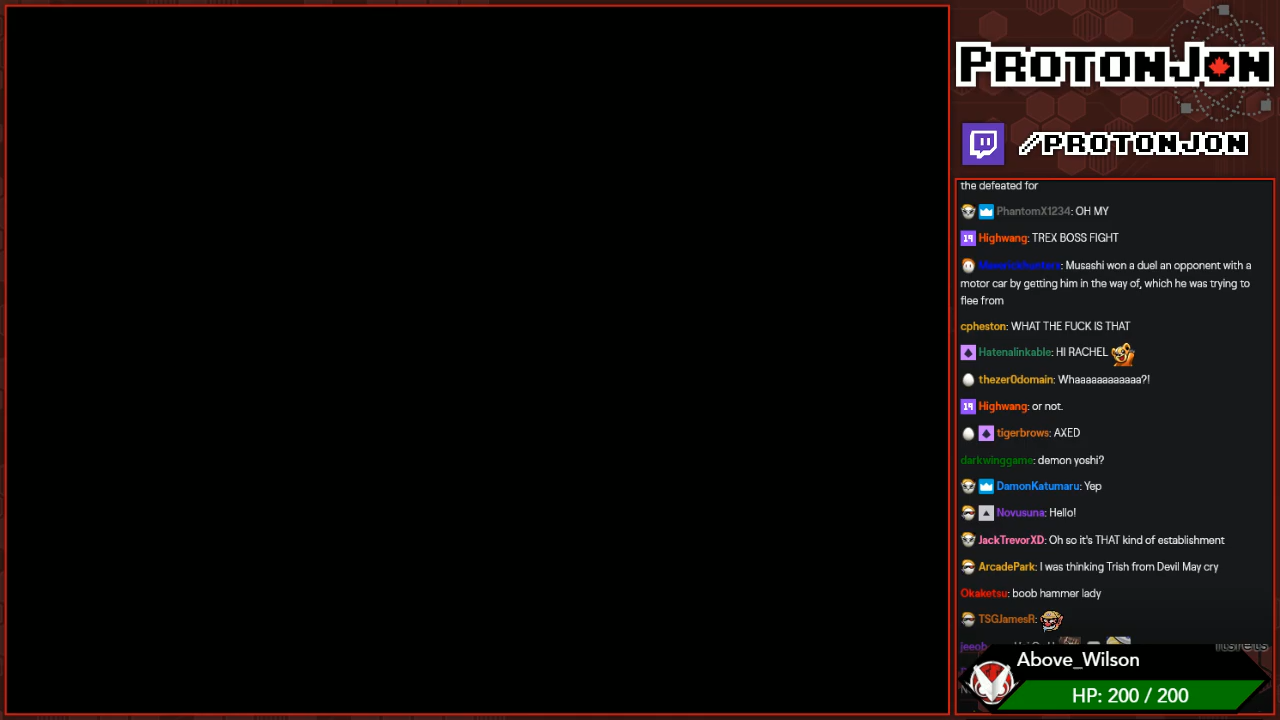 PROTONJON
/PROTONJON
the defeated for
PhantomX1234: OH MY
19 Highwang: TREX BOSS FIGHT
: Musashi won a duel an opponent with a
motor car by getting him in the way of, which he was trying to
flee from
cpheston: WHAT THE FUCK IS THAT
Hatenalinkable: HI RACHEL
thezer0domain: Whaaaaaaaaaaaa?!
19 Highwang: or not.
tigerbrows: AXED
darkwinggame: demon yoshi?
DamonKatumaru: Yep
Novusuna: Hello!
JackTrevorXD: Oh so it's THAT kind of establishment
ArcadePark: I was thinking Trish from Devil May cry
Okaketsu: boob hammer lady
TSGJamesR:
Above_Wilson
HP: 200 / 200